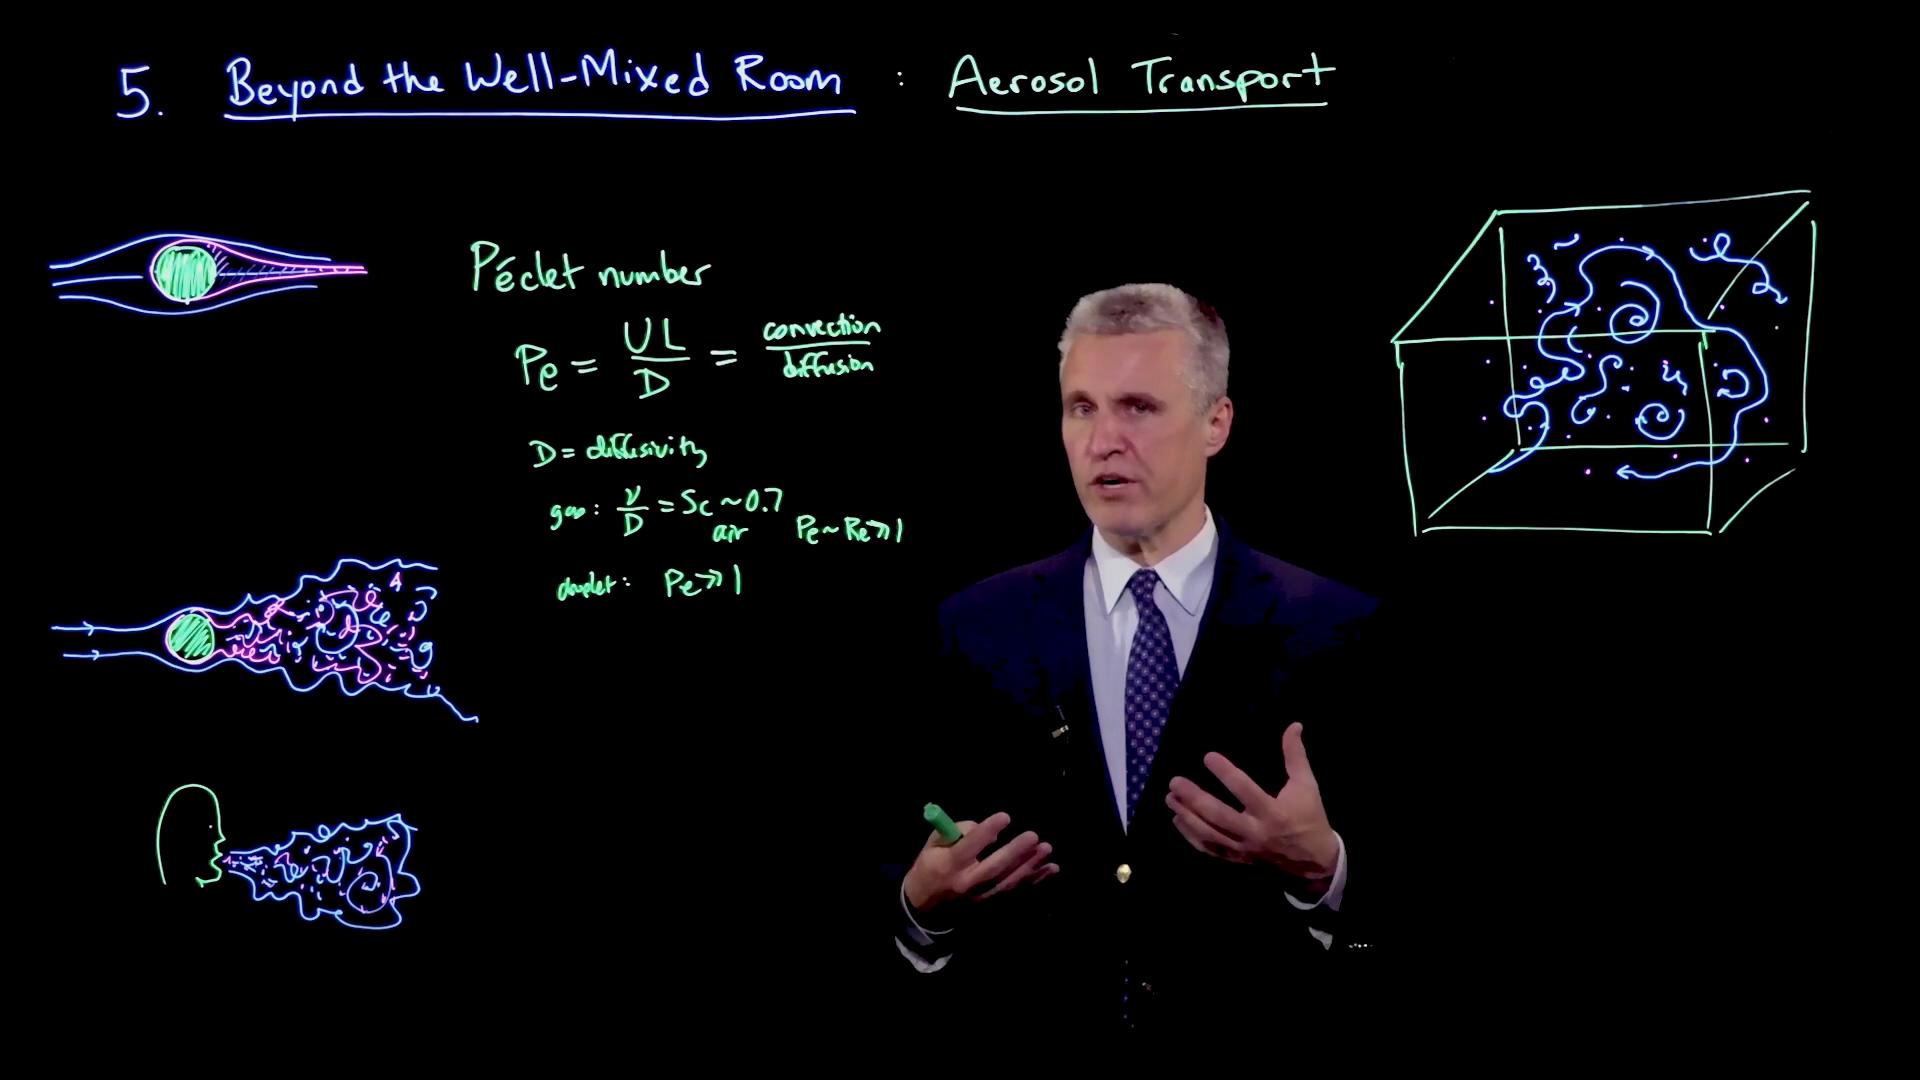 5. Beyond the Well-Mixed Room : Aerosol Transport
Péclet number
Pe = UL/D = convection/diffusion
D = diffusivity
gas: ν/D = Sc ~ 0.7
air Pe ~ Re ≫ 1
droplet: Pe ≫ 1